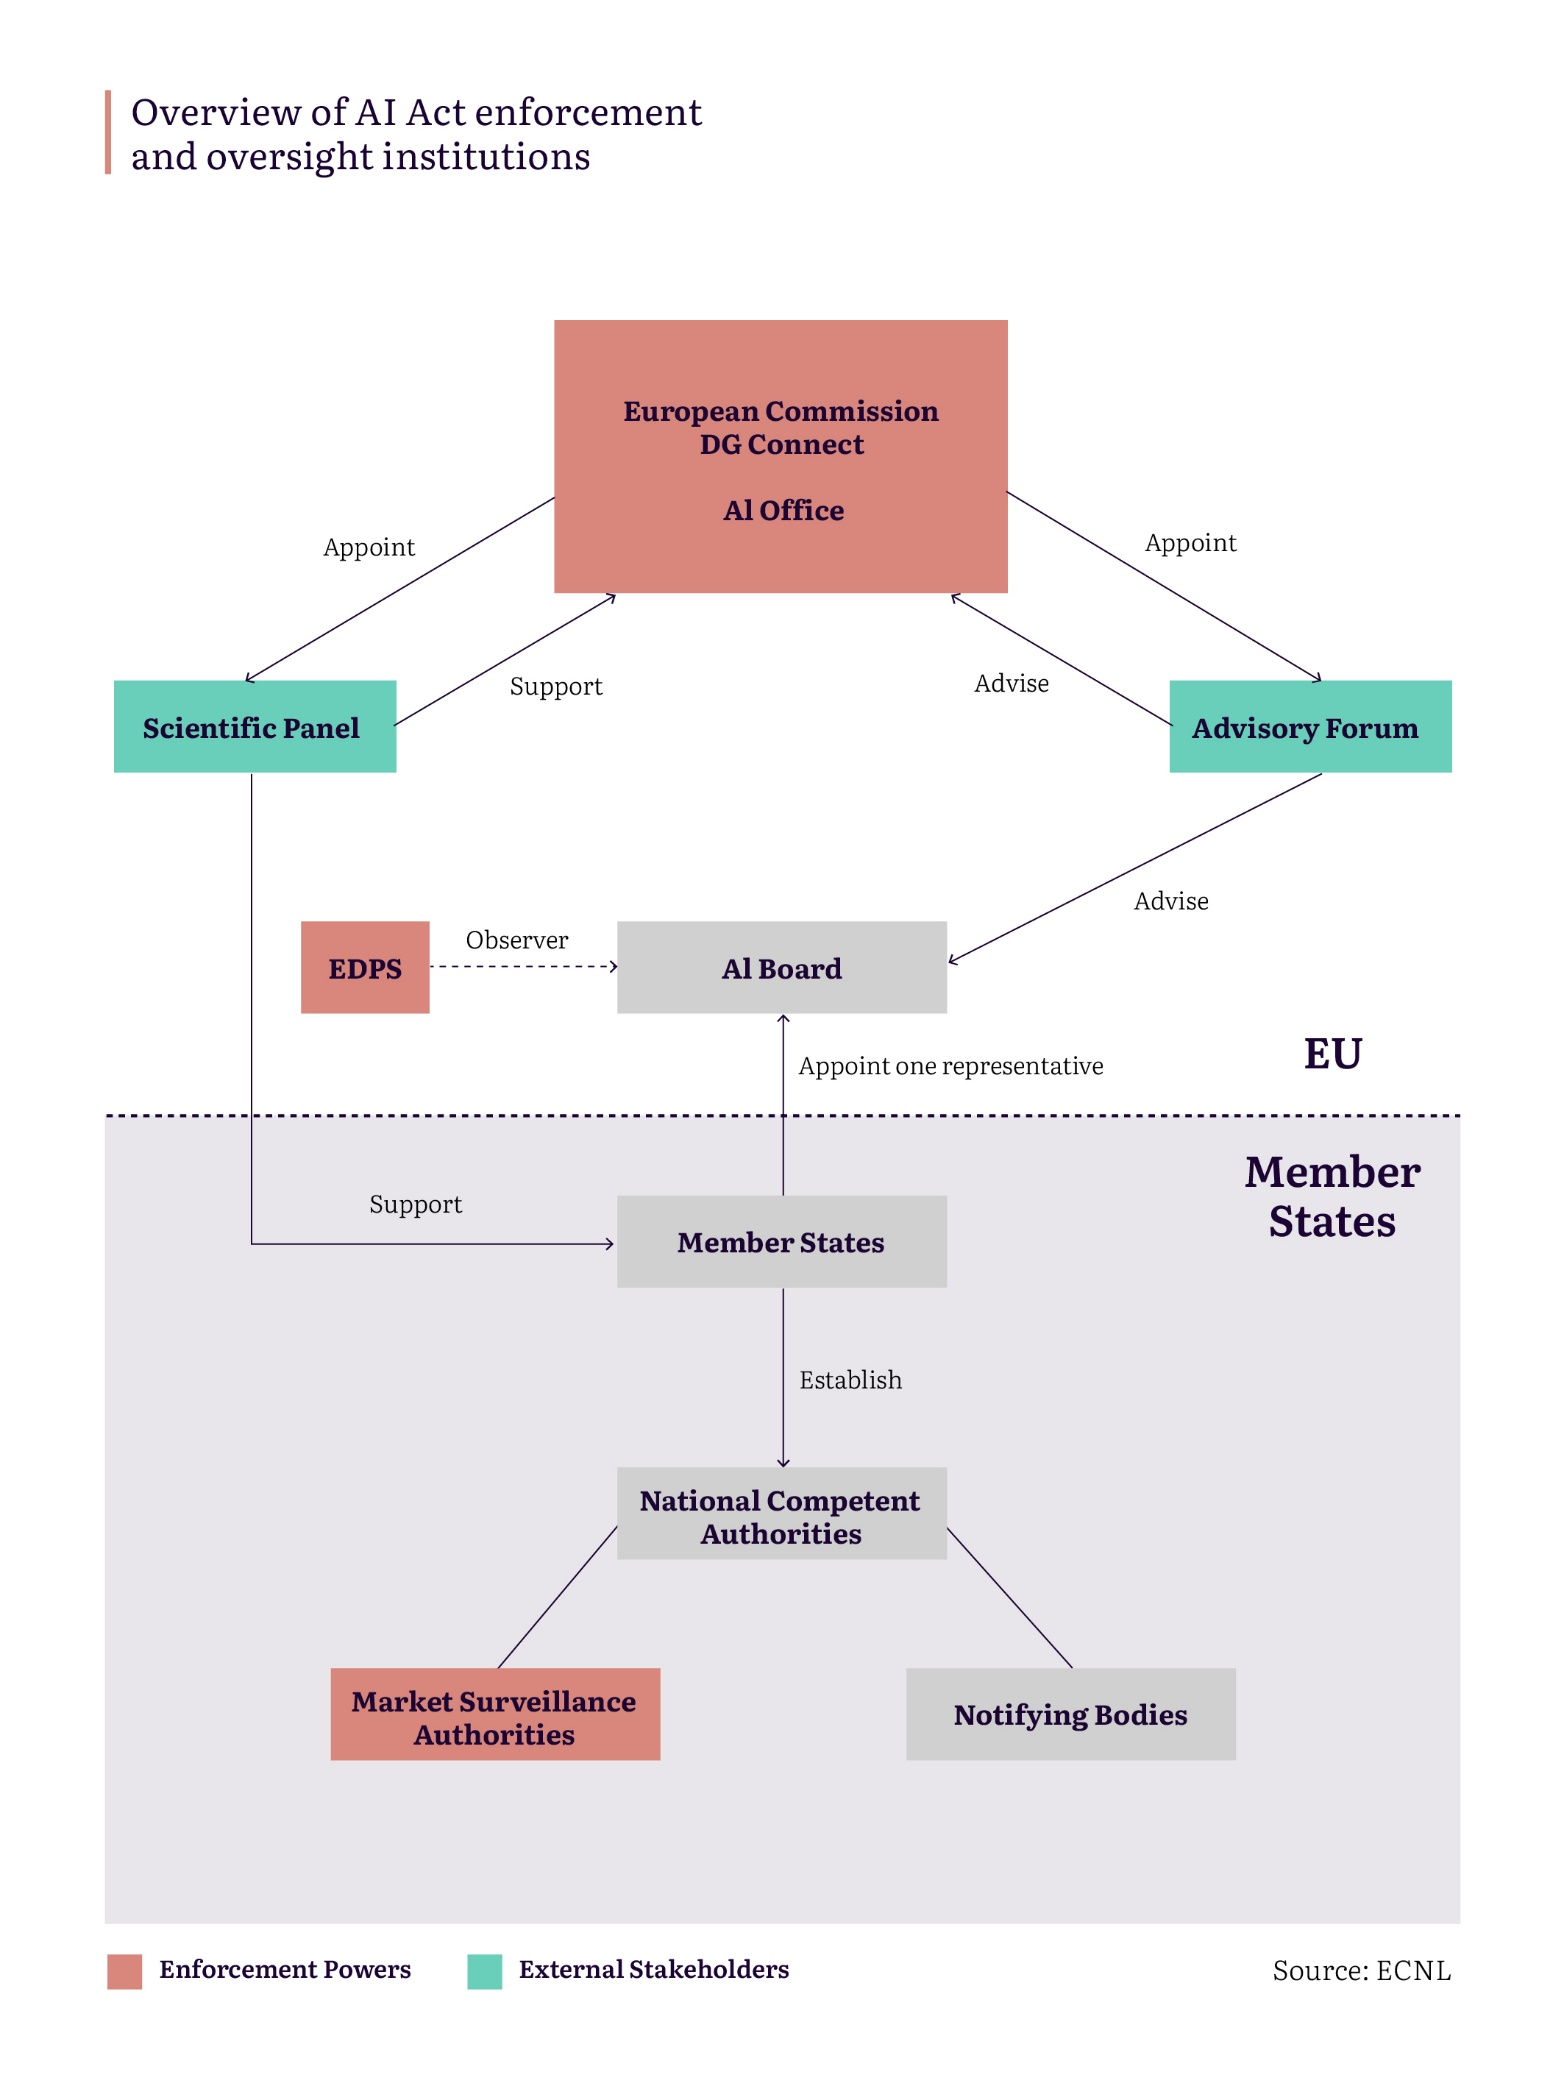 Overview of AI Act enforcement
and oversight institutions
European Commission
DG Connect
AI Office
Appoint
Appoint
Support
Advise
Scientific Panel
Advisory Forum
Advise
EDPS
Observer
AI Board
EU
Appoint one representative
Member
States
Support
Member States
Establish
National Competent
Authorities
Market Surveillance
Authorities
Notifying Bodies
Enforcement Powers
External Stakeholders
Source: ECNL